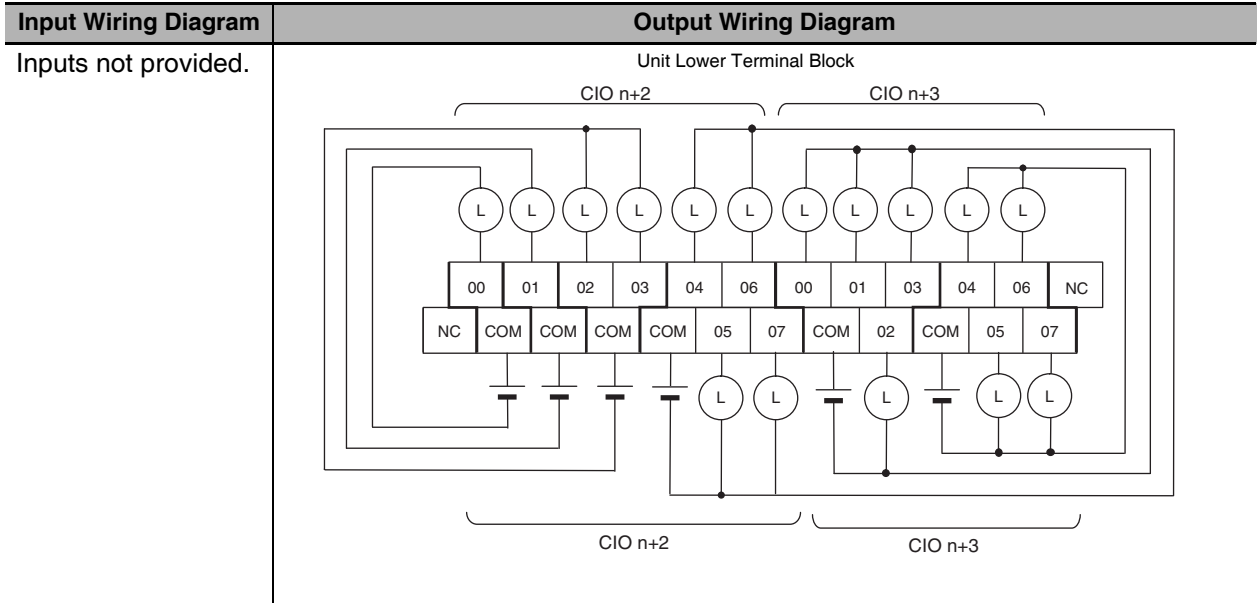 Input Wiring Diagram Output Wiring Diagram
Inputs not provided. Unit Lower Terminal Block
CIO n+2 CIO n+3
L L L L L L L L L L L
00 01 02 03 04 06 00 01 03 04 06 NC
NC COM COM COM COM 05 07 COM 02 COM 05 07
L L L L L
CIO n+2 CIO n+3